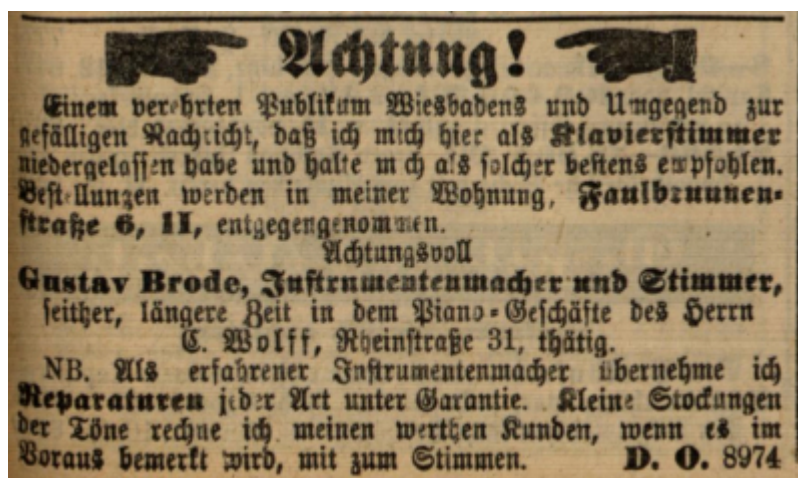 Achtung!
Einem verehrten Publikum Wiesbadens und Umgegend zur
gefälligen Nachricht, daß ich mich hier als Klavierstimmer
niedergelassen habe und halte mich als solcher bestens empfohlen.
Bestellungen werden in meiner Wohnung, Faulbrunnen-
straße 6, II, entgegengenommen.
Achtungsvoll
Gustav Brode, Instrumentenmacher und Stimmer,
seither, längere Zeit in dem Piano-Geschäfte des Herrn
C. Wolff, Rheinstraße 31, thätig.
NB. Als erfahrener Instrumentenmacher übernehme ich
Reparaturen jeder Art unter Garantie. Kleine Stockungen
der Töne rechne ich meinen werthen Kunden, wenn es im
Voraus bemerkt wird, mit zum Stimmen. D. O. 8974